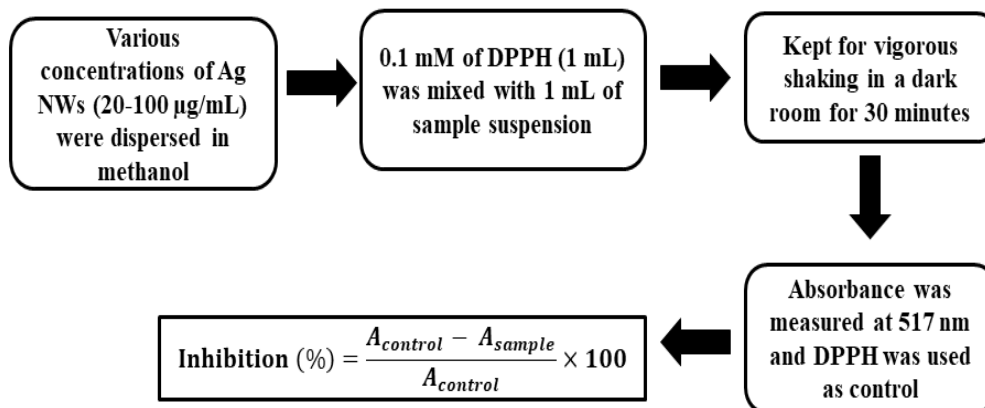 Various
concentrations of Ag
NWs (20-100 µg/mL)
were dispersed in
methanol
0.1 mM of DPPH (1 mL)
was mixed with 1 mL of
sample suspension
Kept for vigorous
shaking in a dark
room for 30 minutes
Absorbance was
measured at 517 nm
and DPPH was used
as control
Inhibition (%) = (A_control − A_sample) / A_control × 100